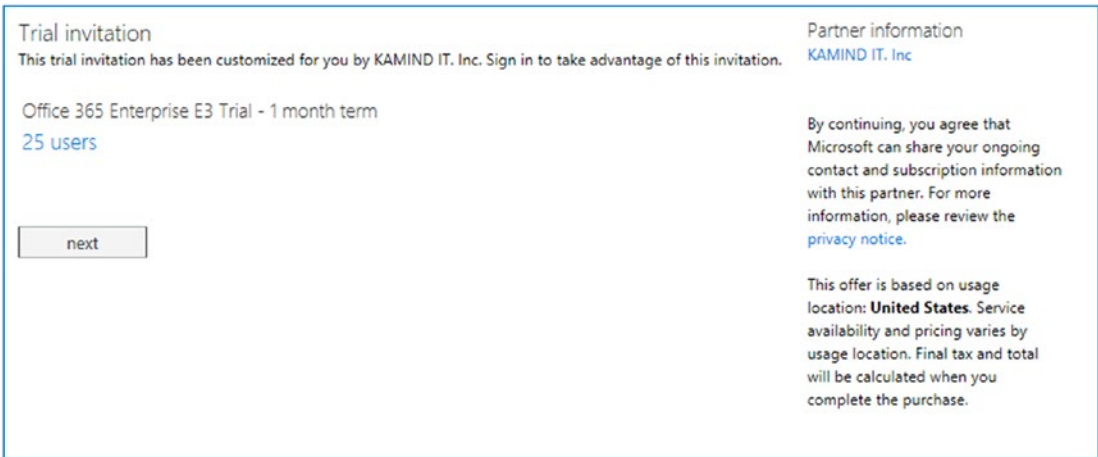 Trial invitation
This trial invitation has been customized for you by KAMIND IT. Inc. Sign in to take advantage of this invitation.
Office 365 Enterprise E3 Trial - 1 month term
25 users
next
Partner information
KAMIND IT. Inc
By continuing, you agree that
Microsoft can share your ongoing
contact and subscription information
with this partner. For more
information, please review the
privacy notice.
This offer is based on usage
location: United States. Service
availability and pricing varies by
usage location. Final tax and total
will be calculated when you
complete the purchase.